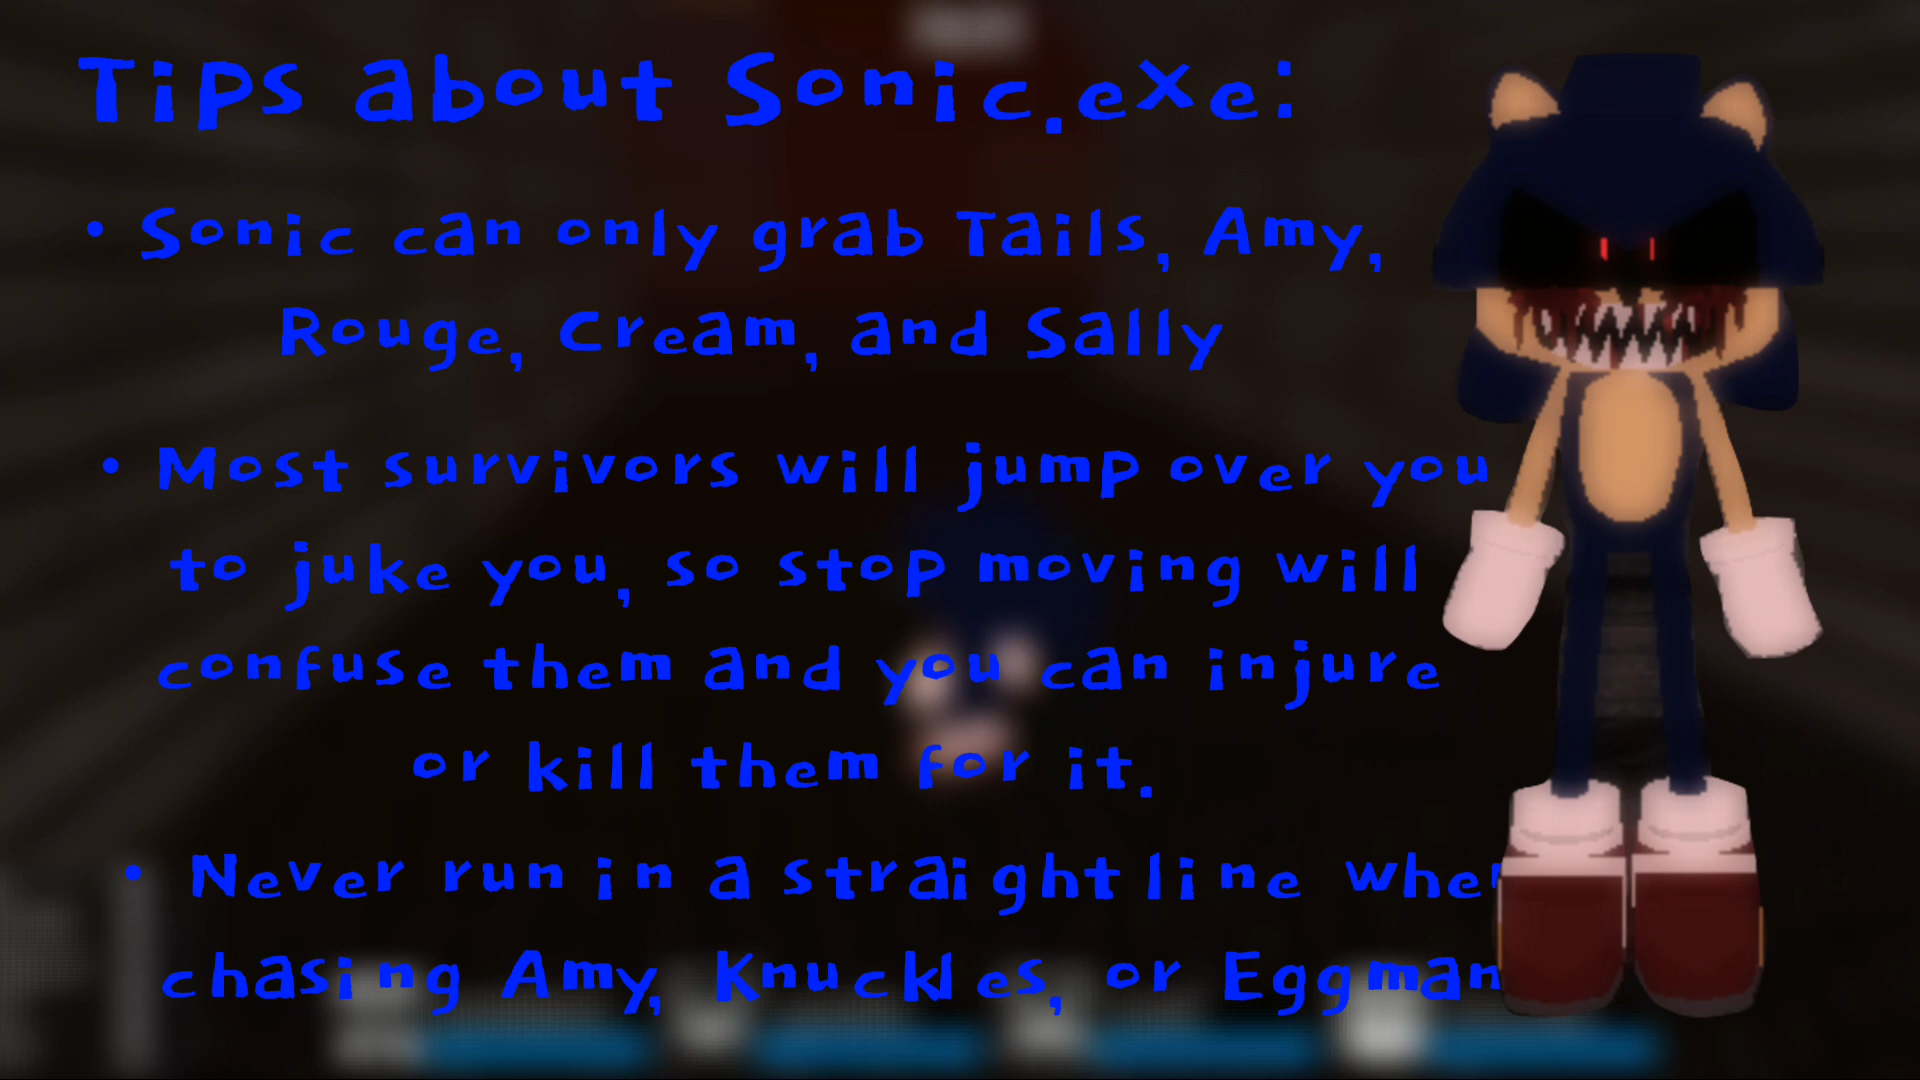 Tips about Sonic.exe:
• Sonic can only grab Tails, Amy,
Rouge, Cream, and Sally
• Most survivors will jump over you
to juke you, so stop moving will
confuse them and you can injure
or kill them for it.
• Never run in a straight line when
chasing Amy, Knuckles, or Eggman